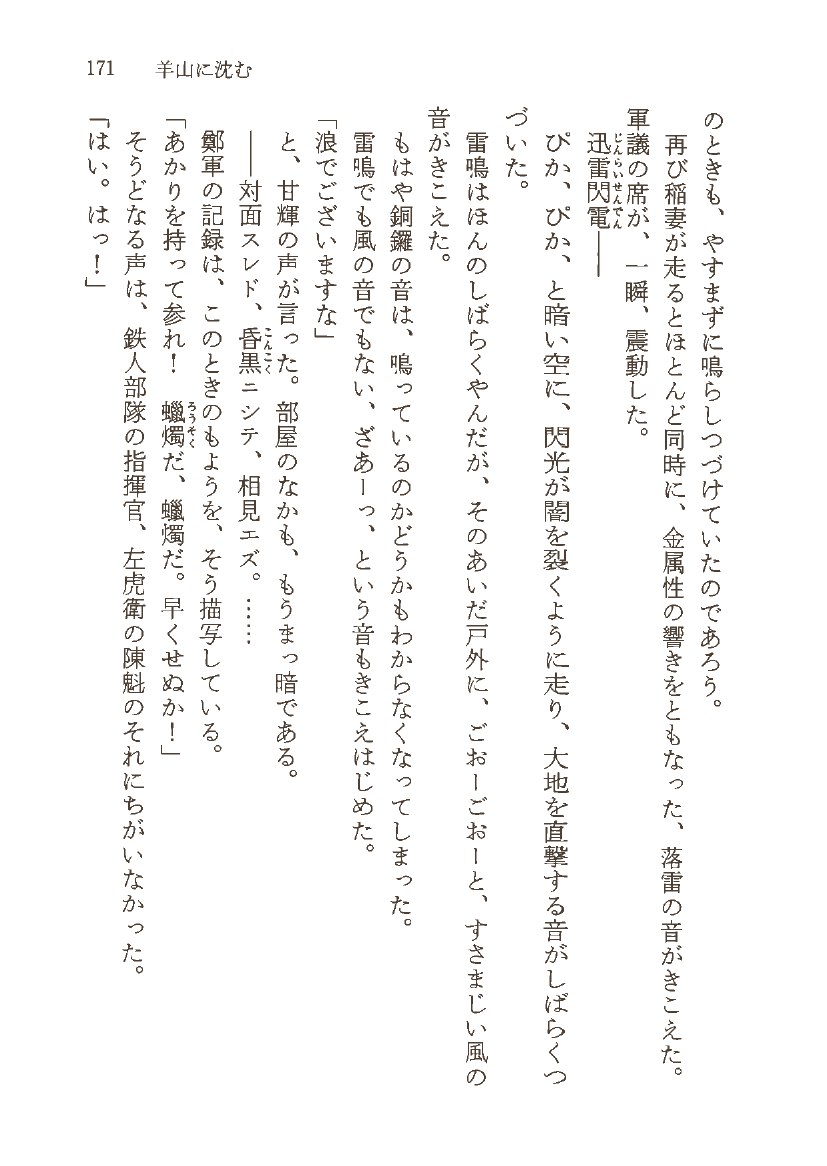 171　羊山に沈む
のときも、やすまずに鳴らしつづけていたのであろう。
再び稲妻が走るとほとんど同時に、金属性の響きをともなった、落雷の音がきこえた。
軍議の席が、一瞬、震動した。
迅雷閃電――
じんらいせんでん
ぴか、ぴか、と暗い空に、閃光が闇を裂くように走り、大地を直撃する音がしばらくつ
づいた。
雷鳴はほんのしばらくやんだが、そのあいだ戸外に、ごおーごおーと、すさまじい風の
音がきこえた。
もはや銅鑼の音は、鳴っているのかどうかもわからなくなってしまった。
雷鳴でも風の音でもない、ざあーっ、という音もきこえはじめた。
「浪でございますな」
と、甘輝の声が言った。部屋のなかも、もうまっ暗である。
――対面スレド、昏黒ニシテ、相見エズ。……
こんこく
鄭軍の記録は、このときのもようを、そう描写している。
「あかりを持って参れ！　蠟燭だ、蠟燭だ。早くせぬか！」
ろうそく
そうどなる声は、鉄人部隊の指揮官、左虎衛の陳魁のそれにちがいなかった。
「はい。はっ！」